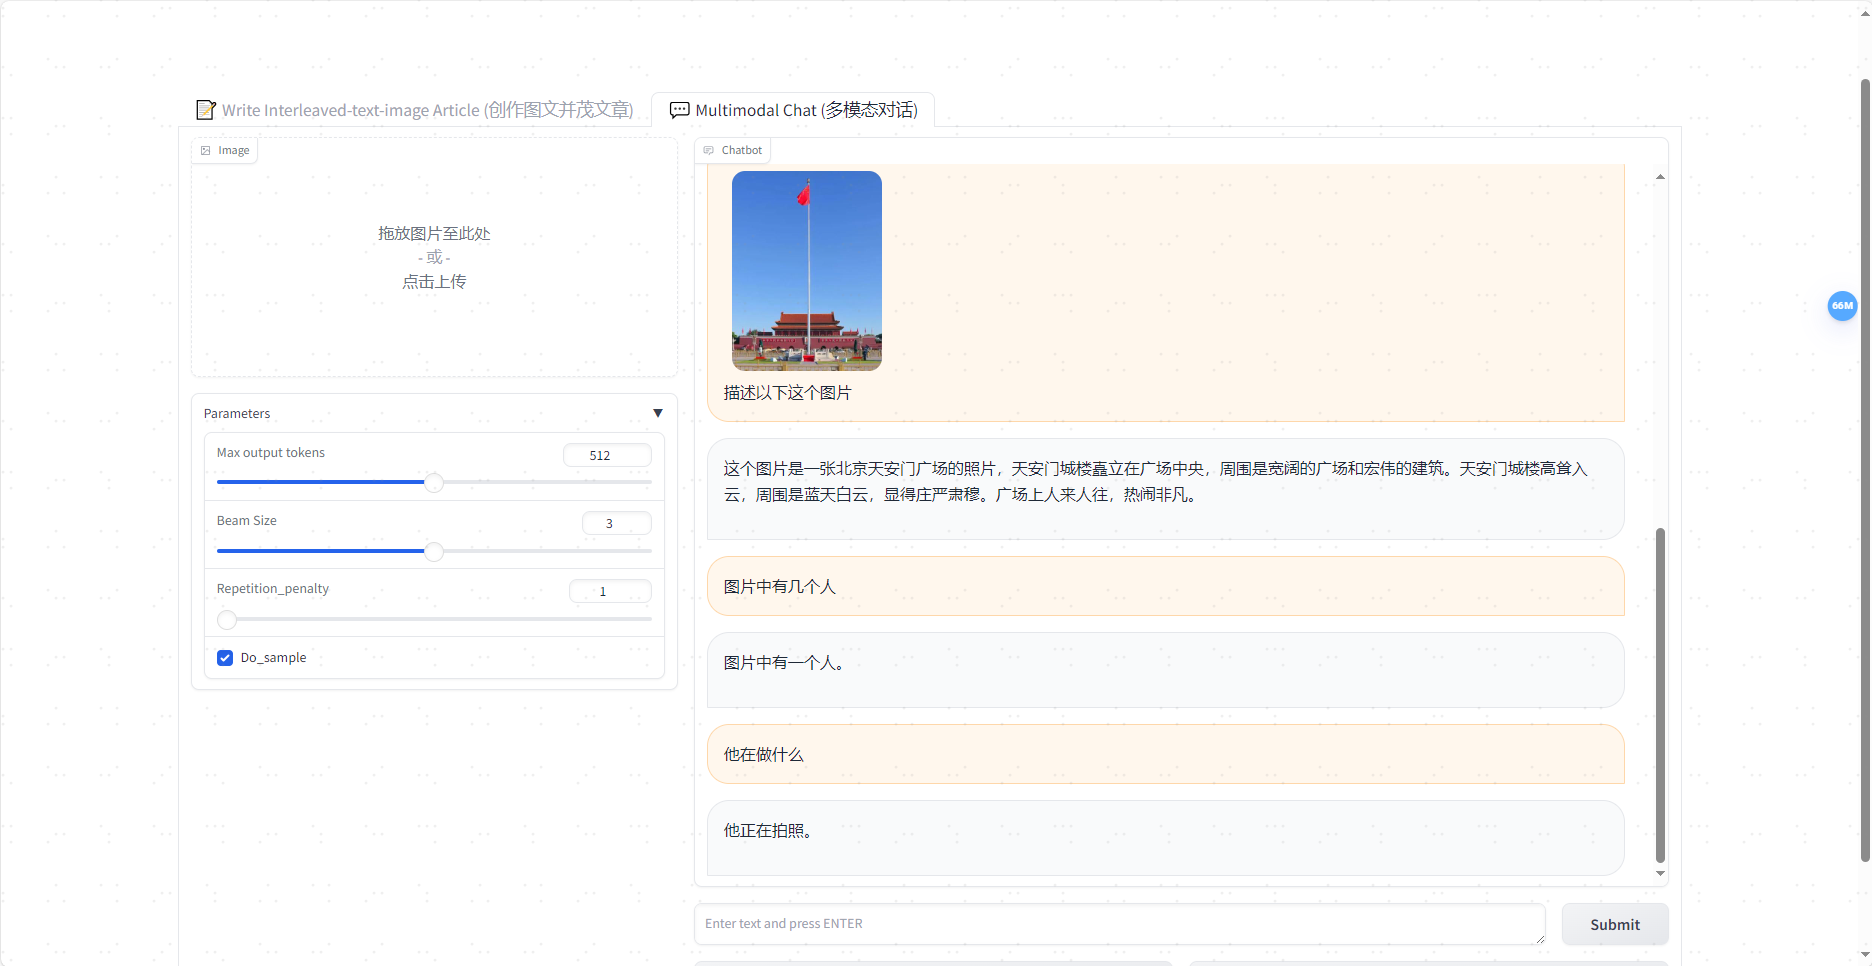 Write Interleaved-text-image Article (创作图文并茂文章)
Multimodal Chat (多模态对话)
Image
拖放图片至此处
- 或 -
点击上传
Parameters
Max output tokens
512
Beam Size
3
Repetition_penalty
1
Do_sample
Chatbot
描述以下这个图片
这个图片是一张北京天安门广场的照片，天安门城楼矗立在广场中央，周围是宽阔的广场和宏伟的建筑。天安门城楼高耸入
云，周围是蓝天白云，显得庄严肃穆。广场上人来人往，热闹非凡。
图片中有几个人
图片中有一个人。
他在做什么
他正在拍照。
Enter text and press ENTER
Submit
66M